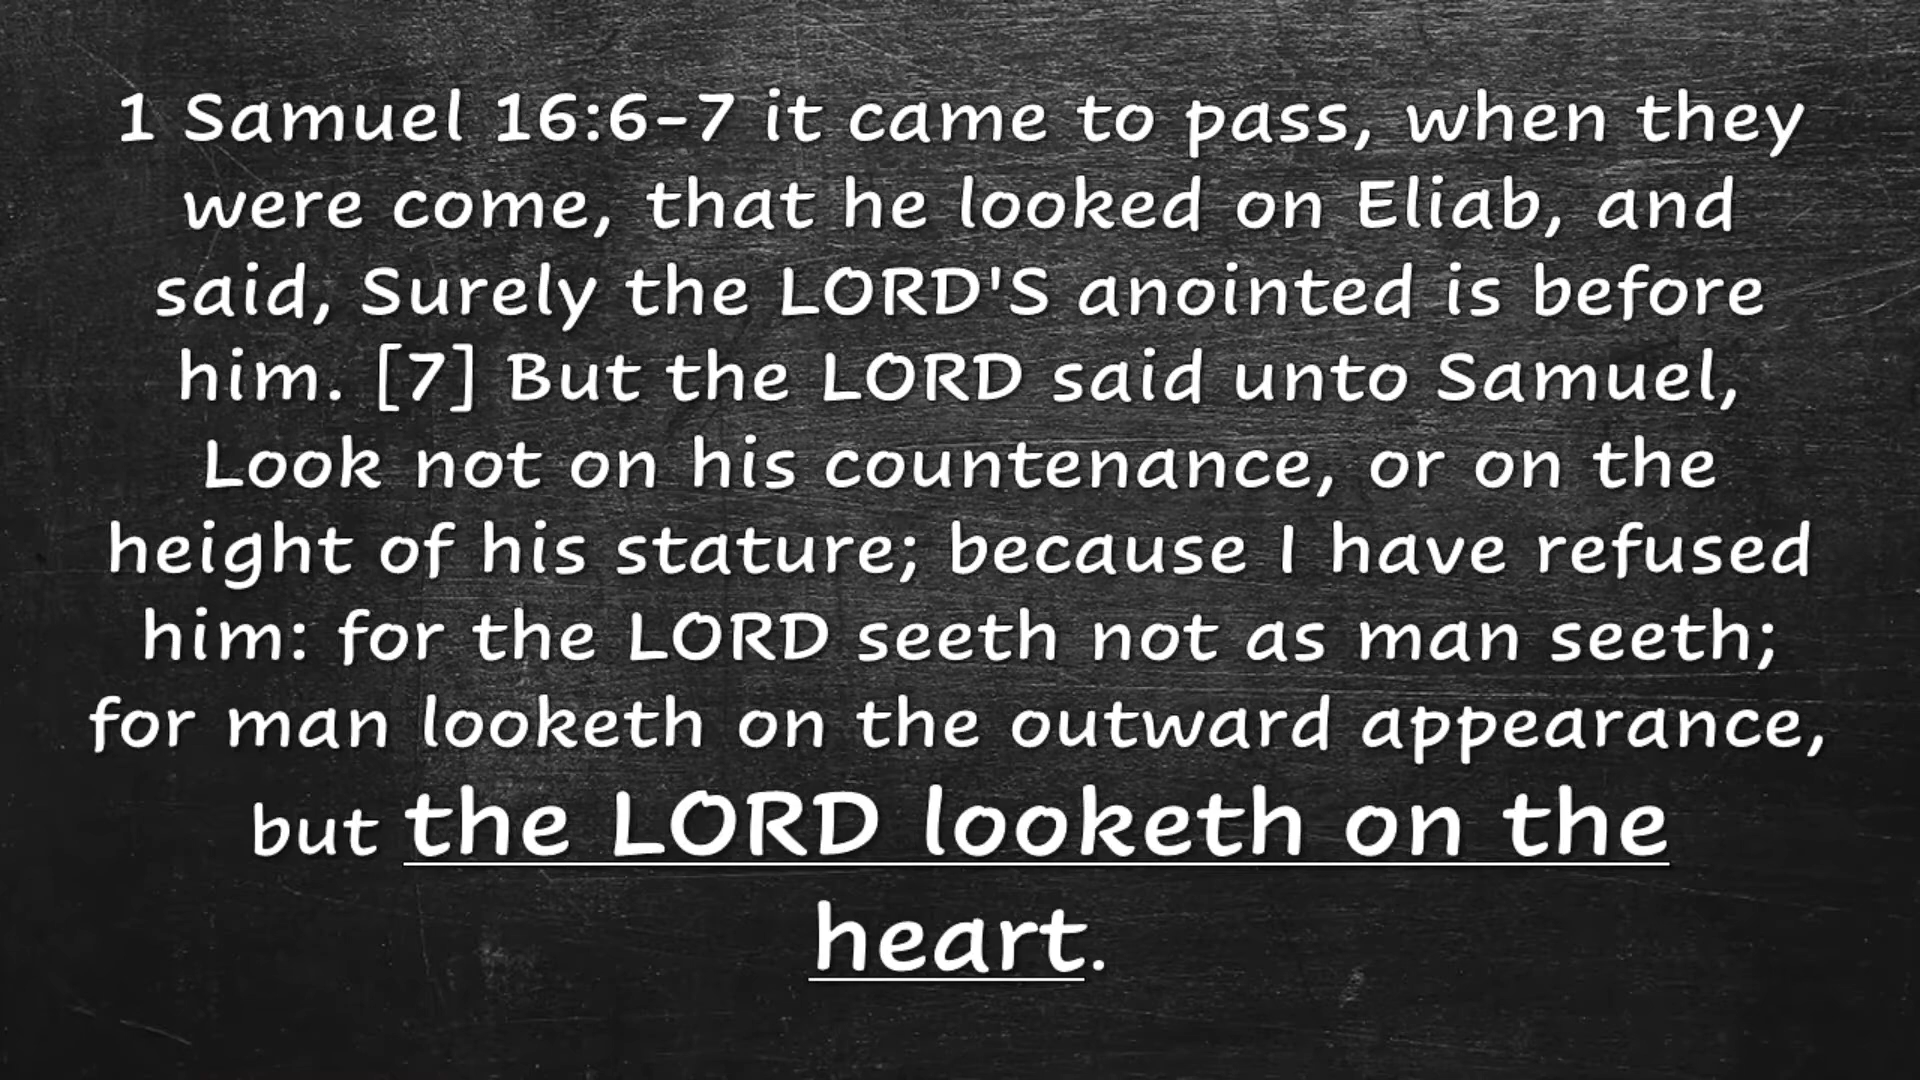 1 Samuel 16:6-7 it came to pass, when they
were come, that he looked on Eliab, and
said, Surely the LORD'S anointed is before
him. [7] But the LORD said unto Samuel,
Look not on his countenance, or on the
height of his stature; because I have refused
him: for the LORD seeth not as man seeth;
for man looketh on the outward appearance,
but the LORD looketh on the
heart.